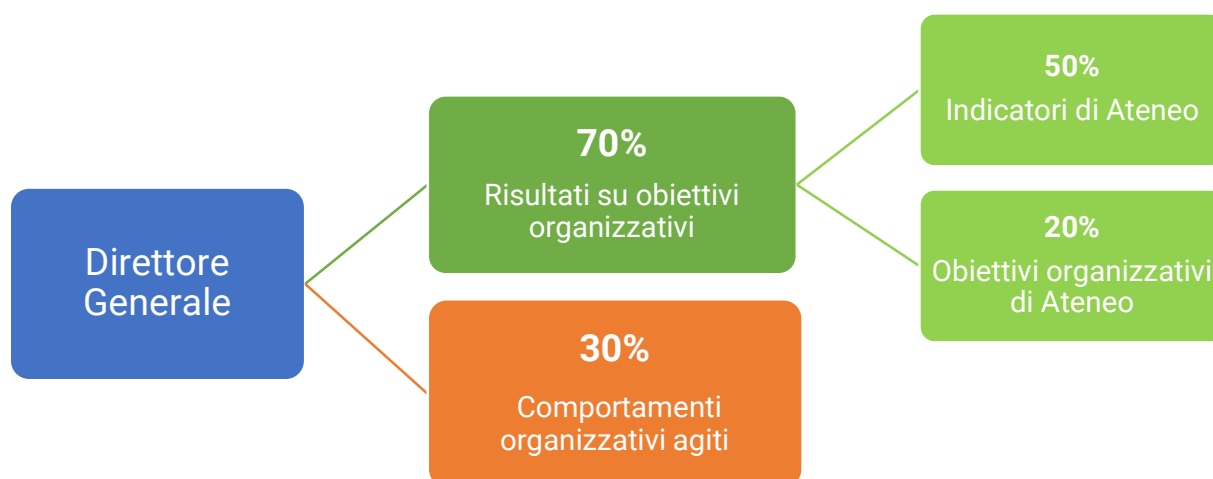 Direttore
Generale
70%
Risultati su obiettivi
organizzativi
30%
Comportamenti
organizzativi agiti
50%
Indicatori di Ateneo
20%
Obiettivi organizzativi
di Ateneo